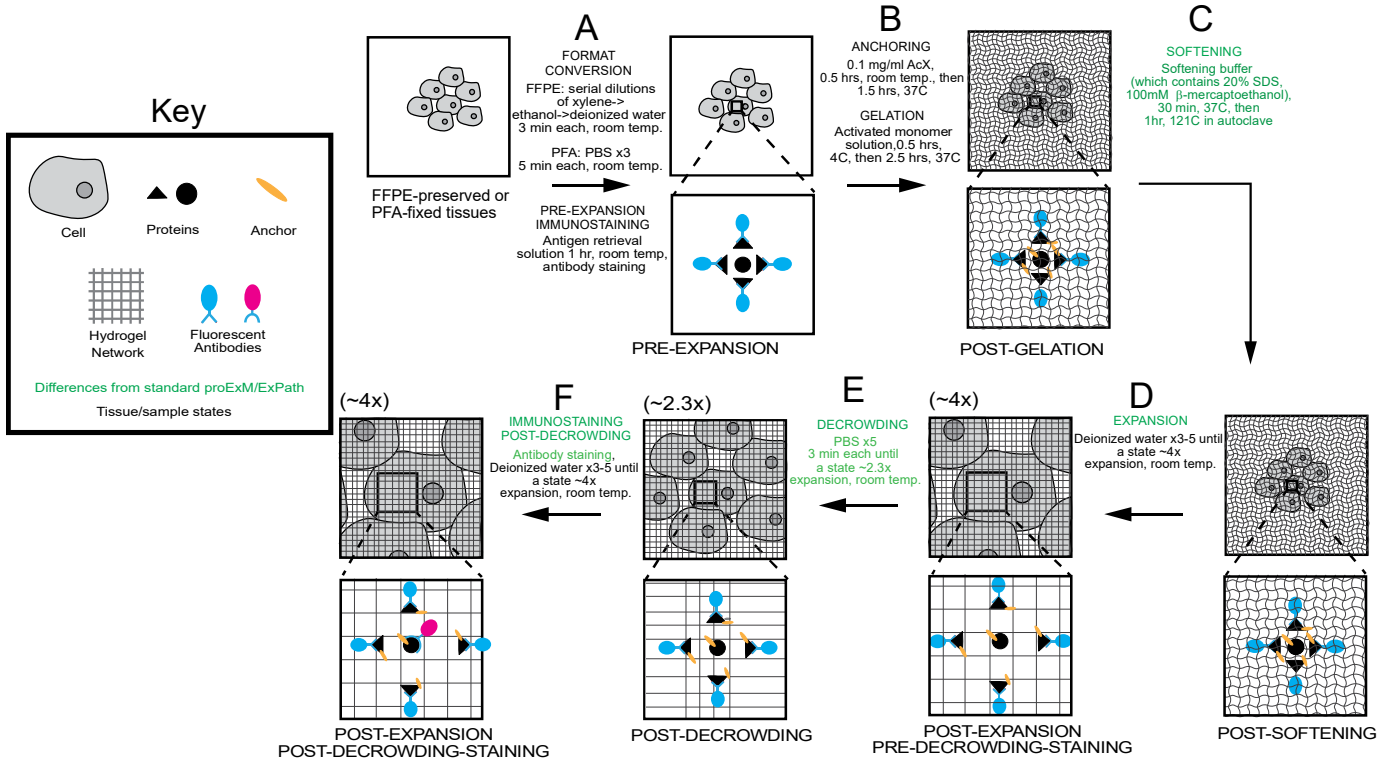 Key
Cell
Proteins
Anchor
Hydrogel
Network
Fluorescent
Antibodies
Differences from standard proExM/ExPath
Tissue/sample states
FFPE-preserved or
PFA-fixed tissues
A
FORMAT
CONVERSION
FFPE: serial dilutions
of xylene->
ethanol->deionized water
3 min each, room temp.
PFA: PBS x3
5 min each, room temp.
PRE-EXPANSION
IMMUNOSTAINING
Antigen retrieval
solution 1 hr, room temp,
antibody staining
PRE-EXPANSION
B
ANCHORING
0.1 mg/ml AcX,
0.5 hrs, room temp., then
1.5 hrs, 37C
GELATION
Activated monomer
solution,0.5 hrs,
4C, then 2.5 hrs, 37C
POST-GELATION
C
SOFTENING
Softening buffer
(which contains 20% SDS,
100mM β-mercaptoethanol),
30 min, 37C, then
1hr, 121C in autoclave
POST-SOFTENING
D
EXPANSION
Deionized water x3-5 until
a state ~4x
expansion, room temp.
(~4x)
POST-EXPANSION
PRE-DECROWDING-STAINING
E
DECROWDING
PBS x5
3 min each until
a state ~2.3x
expansion, room temp.
(~2.3x)
POST-DECROWDING
F
IMMUNOSTAINING
POST-DECROWDING
Antibody staining,
Deionized water x3-5 until
a state ~4x
expansion, room temp.
(~4x)
POST-EXPANSION
POST-DECROWDING-STAINING